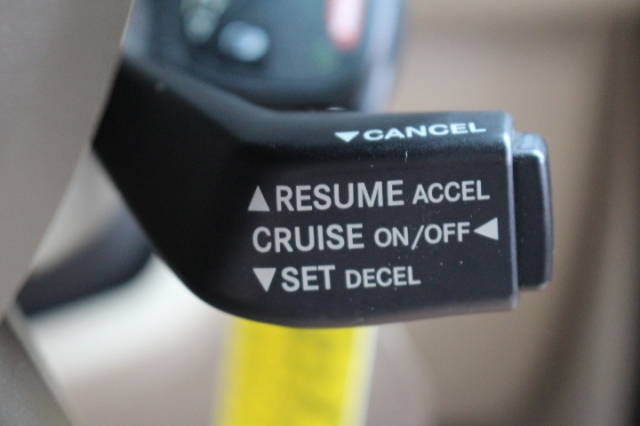 ▼CANCEL
▲RESUME ACCEL
CRUISE ON/OFF◀
▼SET DECEL